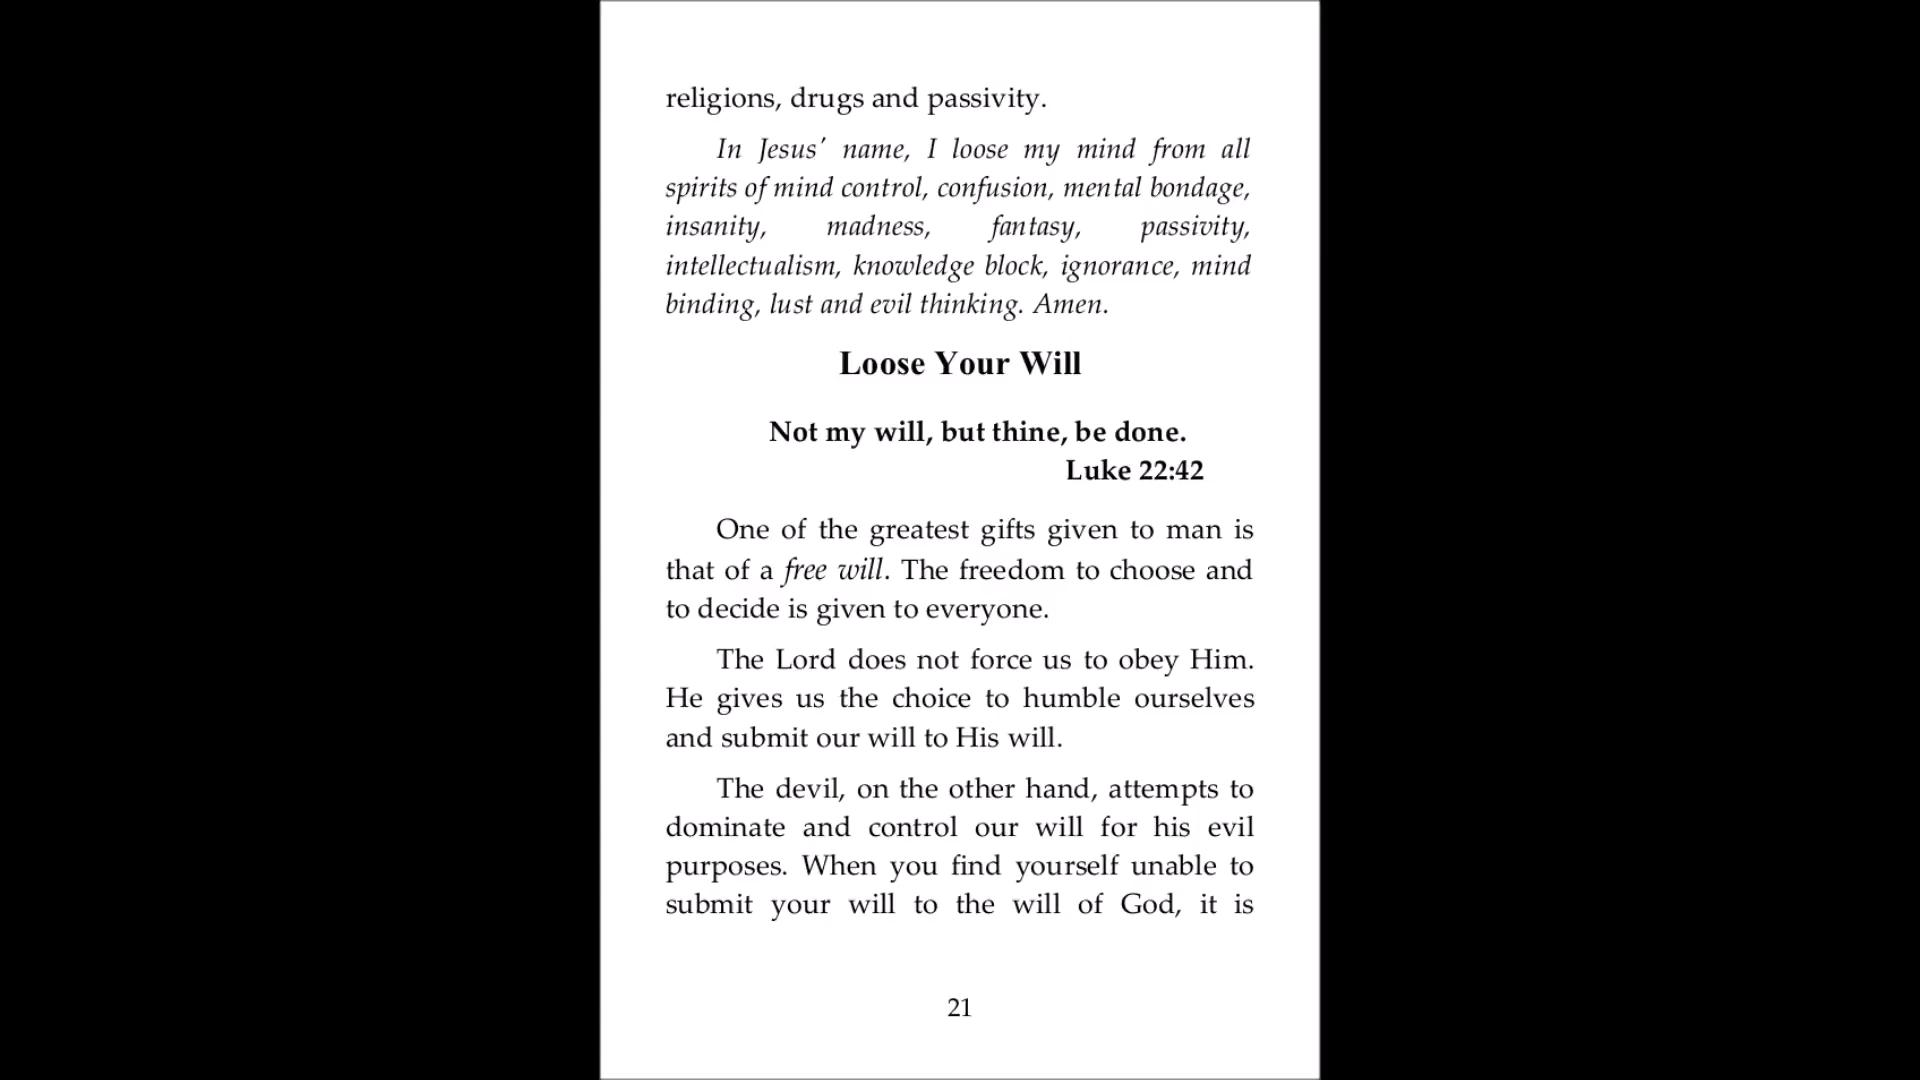 religions, drugs and passivity.
In Jesus' name, I loose my mind from all
spirits of mind control, confusion, mental bondage,
insanity, madness, fantasy, passivity,
intellectualism, knowledge block, ignorance, mind
binding, lust and evil thinking. Amen.
Loose Your Will
Not my will, but thine, be done.
Luke 22:42
One of the greatest gifts given to man is
that of a free will. The freedom to choose and
to decide is given to everyone.
The Lord does not force us to obey Him.
He gives us the choice to humble ourselves
and submit our will to His will.
The devil, on the other hand, attempts to
dominate and control our will for his evil
purposes. When you find yourself unable to
submit your will to the will of God, it is
21